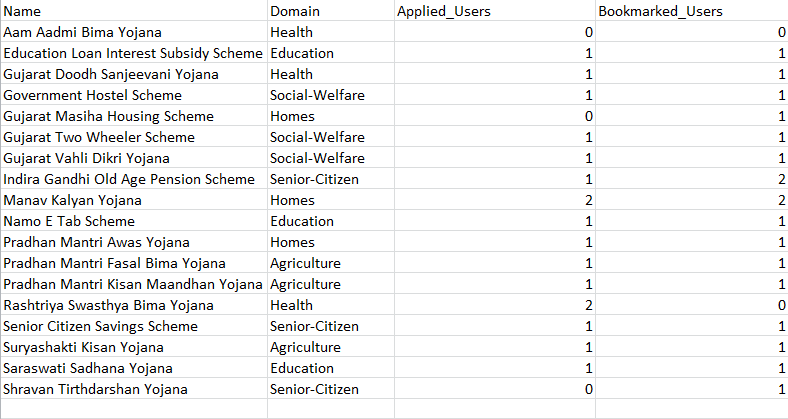 Name Domain Applied_Users Bookmarked_Users
Aam Aadmi Bima Yojana Health 0 0
Education Loan Interest Subsidy Scheme Education 1 1
Gujarat Doodh Sanjeevani Yojana Health 1 1
Government Hostel Scheme Social-Welfare 1 1
Gujarat Masiha Housing Scheme Homes 0 1
Gujarat Two Wheeler Scheme Social-Welfare 1 1
Gujarat Vahli Dikri Yojana Social-Welfare 1 1
Indira Gandhi Old Age Pension Scheme Senior-Citizen 1 2
Manav Kalyan Yojana Homes 2 2
Namo E Tab Scheme Education 1 1
Pradhan Mantri Awas Yojana Homes 1 1
Pradhan Mantri Fasal Bima Yojana Agriculture 1 1
Pradhan Mantri Kisan Maandhan Yojana Agriculture 1 1
Rashtriya Swasthya Bima Yojana Health 2 0
Senior Citizen Savings Scheme Senior-Citizen 1 1
Suryashakti Kisan Yojana Agriculture 1 1
Saraswati Sadhana Yojana Education 1 1
Shravan Tirthdarshan Yojana Senior-Citizen 0 1